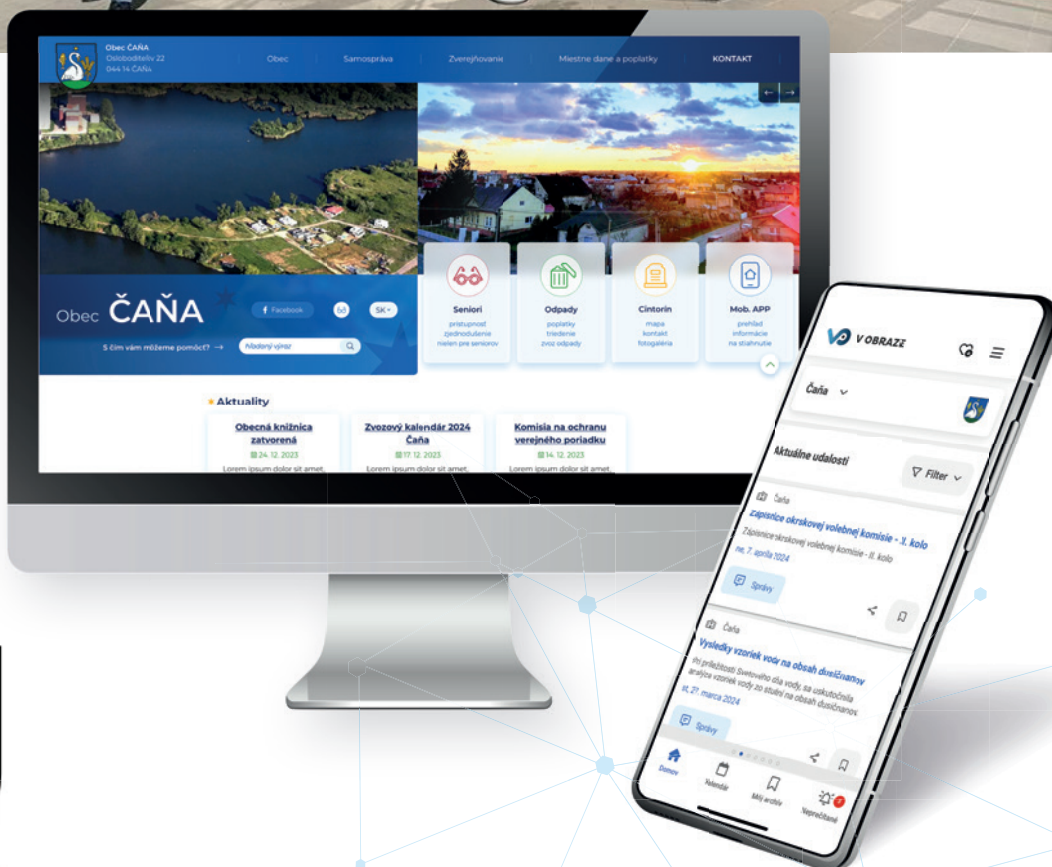 Obec ČAŇA
Osloboditeľov 22
044 14 ČAŇA
Obec
Samospráva
Zverejňovanie
Miestne dane a poplatky
KONTAKT
Obec ČAŇA
Facebook
SK
S čím vám môžeme pomôcť? →
hľadaný výraz
Seniori
prístupnosť
zjednodušenie
nielen pre seniorov
Odpady
poplatky
triedenie
zvoz odpady
Cintorín
mapa
kontakt
fotogaléria
Mob. APP
prehľad
informácie
na stiahnutie
Aktuality
Obecná knižnica
zatvorená
24. 12. 2023
Lorem ipsum dolor sit amet,
Zvozový kalendár 2024
Čaňa
17. 12. 2023
Lorem ipsum dolor sit amet,
Komisia na ochranu
verejného poriadku
14. 12. 2023
Lorem ipsum dolor sit amet,
V OBRAZE
Čaňa
Aktuálne udalosti
Filter
Čaňa
Zápisnice okrskovej volebnej komisie - II. kolo
Zápisnice okrskovej volebnej komisie - II. kolo
ne, 7. apríla 2024
Správy
Čaňa
Výsledky vzoriek vody na obsah dusičnanov
Pri príležitosti Svetového dňa vody, sa uskutočnila
analýza vzoriek vody zo studní na obsah dusičnanov.
st, 27. marca 2024
Správy
Domov
Kalendár
Môj archív
Neprečítané